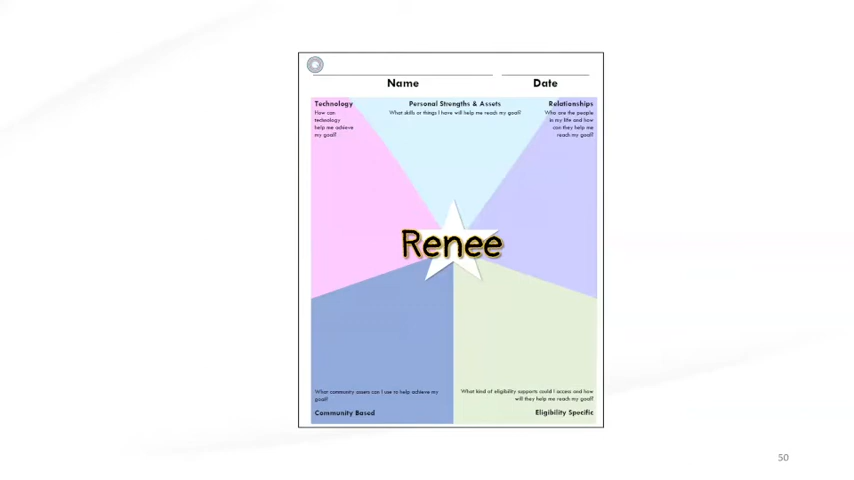 Name Date
Technology
How can
technology
help me achieve
my goal?
Personal Strengths & Assets
What skills or things I have will help me reach my goal?
Relationships
Who are the people
in my life and how
can they help me
reach my goal?
Renee
What community assets can I use to help achieve my
goal?
Community Based
What kind of eligibility supports could I access and how
will they help me reach my goal?
Eligibility Specific
50